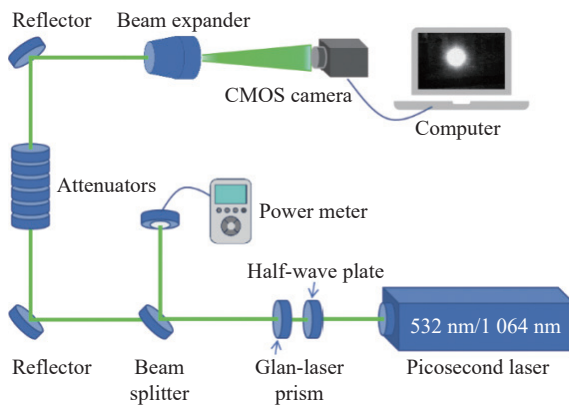 Reflector
Beam expander
CMOS camera
Computer
Attenuators
Power meter
Half-wave plate
532 nm/1 064 nm
Reflector
Beam
splitter
Glan-laser
prism
Picosecond laser